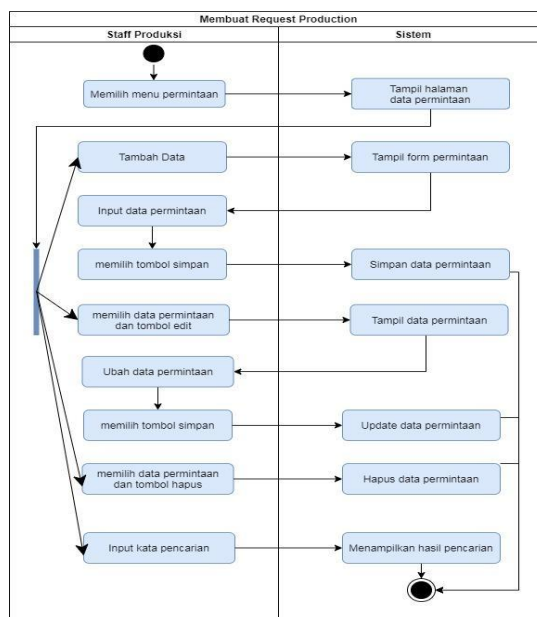 Membuat Request Production
Staff Produksi
Sistem
Memilih menu permintaan
Tampil halaman
data permintaan
Tambah Data
Tampil form permintaan
Input data permintaan
memilih tombol simpan
Simpan data permintaan
memilih data permintaan
dan tombol edit
Tampil data permintaan
Ubah data permintaan
memilih tombol simpan
Update data permintaan
memilih data permintaan
dan tombol hapus
Hapus data permintaan
Input kata pencarian
Menampilkan hasil pencarian